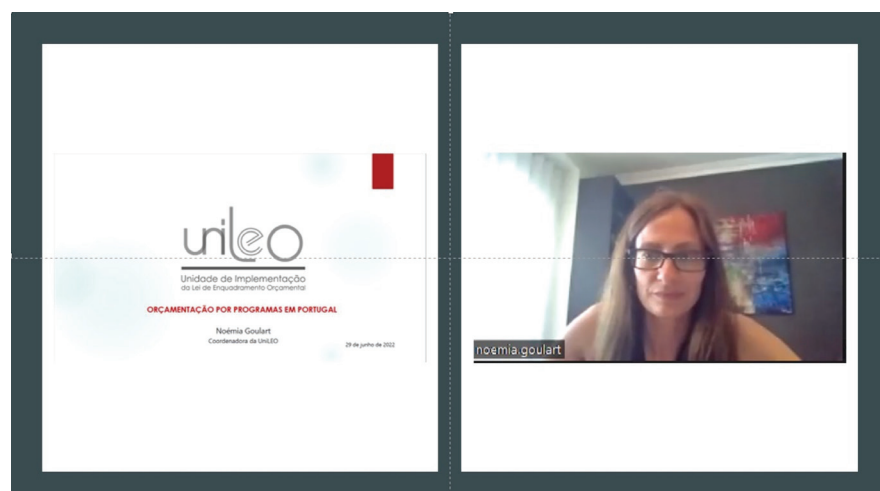 unileo
Unidade de Implementação
da Lei de Enquadramento Orçamental
ORÇAMENTAÇÃO POR PROGRAMAS EM PORTUGAL
Noémia Goulart
Coordenadora da UniLEO
29 de junho de 2022
noemia.goulart